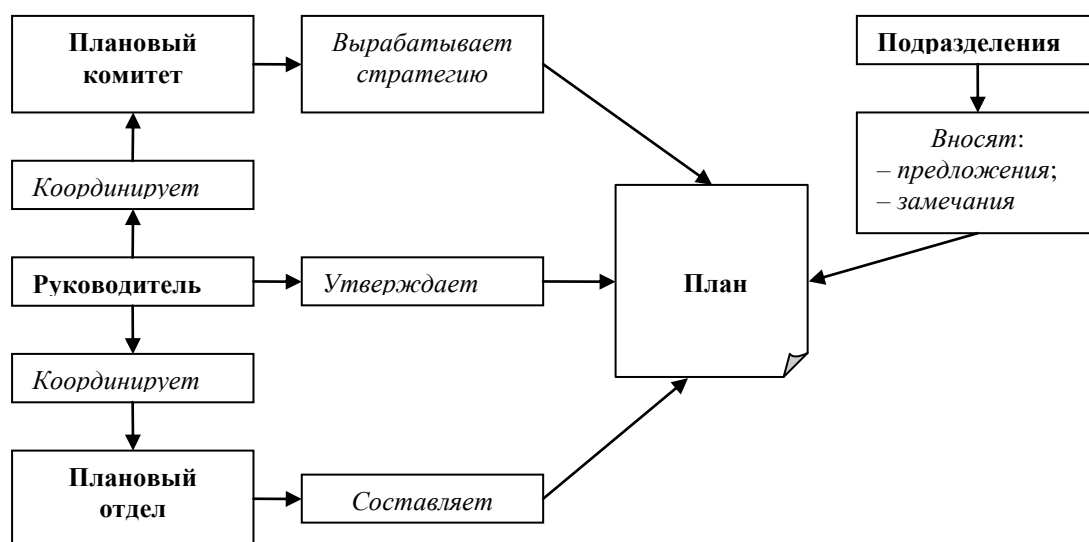 Плановый
комитет
Вырабатывает
стратегию
Подразделения
Вносят:
– предложения;
– замечания
Координирует
Руководитель
Утверждает
План
Координирует
Плановый
отдел
Составляет